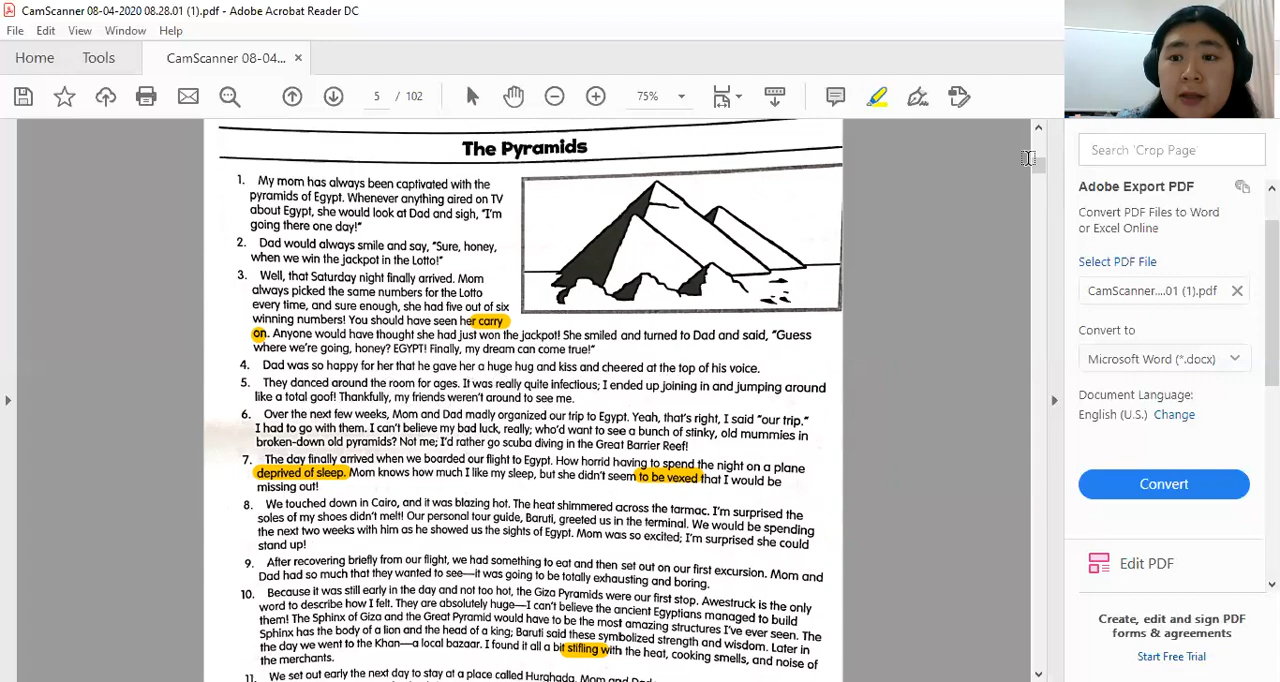 CamScanner 08-04-2020 08.28.01 (1).pdf - Adobe Acrobat Reader DC
File Edit View Window Help
Home Tools CamScanner 08-04... ×
5 / 102 75%
The Pyramids
1. My mom has always been captivated with the
pyramids of Egypt. Whenever anything aired on TV
about Egypt, she would look at Dad and sigh, "I'm
going there one day!"
2. Dad would always smile and say, "Sure, honey,
when we win the jackpot in the Lotto!"
3. Well, that Saturday night finally arrived. Mom
always picked the same numbers for the Lotto
every time, and sure enough, she had five out of six
winning numbers! You should have seen her carry
on. Anyone would have thought she had just won the jackpot! She smiled and turned to Dad and said, "Guess
where we're going, honey? EGYPT! Finally, my dream can come true!"
4. Dad was so happy for her that he gave her a huge hug and kiss and cheered at the top of his voice.
5. They danced around the room for ages. It was really quite infectious; I ended up joining in and jumping around
like a total goof! Thankfully, my friends weren't around to see me.
6. Over the next few weeks, Mom and Dad madly organized our trip to Egypt. Yeah, that's right, I said "our trip."
I had to go with them. I can't believe my bad luck, really; who'd want to see a bunch of stinky, old mummies in
broken-down old pyramids? Not me; I'd rather go scuba diving in the Great Barrier Reef!
7. The day finally arrived when we boarded our flight to Egypt. How horrid having to spend the night on a plane
deprived of sleep. Mom knows how much I like my sleep, but she didn't seem to be vexed that I would be
missing out!
8. We touched down in Cairo, and it was blazing hot. The heat shimmered across the tarmac. I'm surprised the
soles of my shoes didn't melt! Our personal tour guide, Baruti, greeted us in the terminal. We would be spending
the next two weeks with him as he showed us the sights of Egypt. Mom was so excited; I'm surprised she could
stand up!
9. After recovering briefly from our flight, we had something to eat and then set out on our first excursion. Mom and
Dad had so much that they wanted to see—it was going to be totally exhausting and boring.
10. Because it was still early in the day and not too hot, the Giza Pyramids were our first stop. Awestruck is the only
word to describe how I felt. They are absolutely huge—I can't believe the ancient Egyptians managed to build
them! The Sphinx of Giza and the Great Pyramid would have to be the most amazing structures I've ever seen. The
Sphinx has the body of a lion and the head of a king; Baruti said these symbolized strength and wisdom. Later in
the day we went to the Khan—a local bazaar. I found it all a bit stifling with the heat, cooking smells, and noise of
the merchants.
11. We set out early the next day to stay at a place called Hurghada. Mom and Dad
Search 'Crop Page'
Adobe Export PDF
Convert PDF Files to Word
or Excel Online
Select PDF File
CamScanner....01 (1).pdf ×
Convert to
Microsoft Word (*.docx)
Document Language:
English (U.S.) Change
Convert
Edit PDF
Create, edit and sign PDF
forms & agreements
Start Free Trial